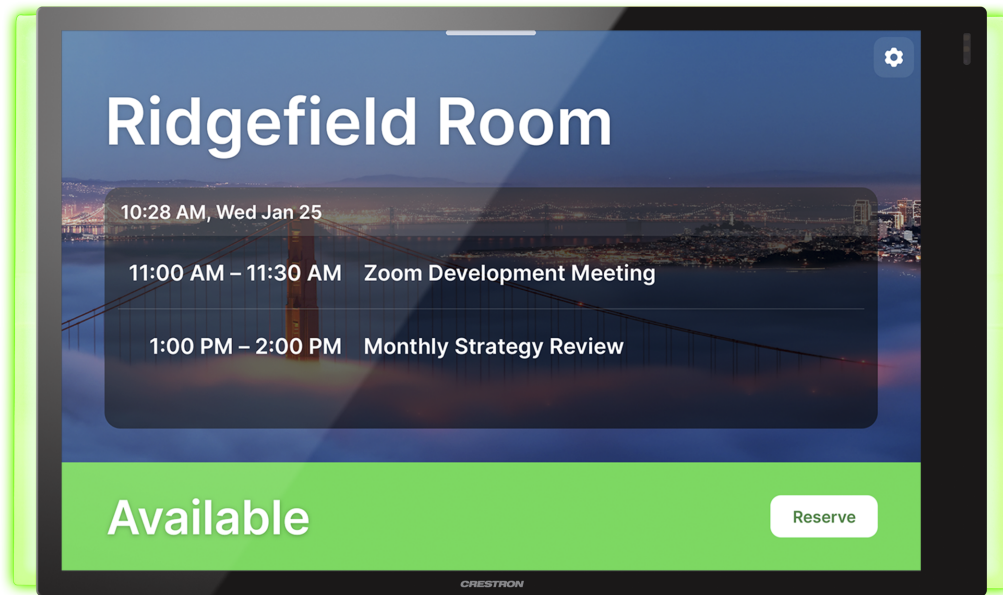 Ridgefield Room
10:28 AM, Wed Jan 25
11:00 AM – 11:30 AM Zoom Development Meeting
1:00 PM – 2:00 PM Monthly Strategy Review
Available
Reserve
CRESTRON